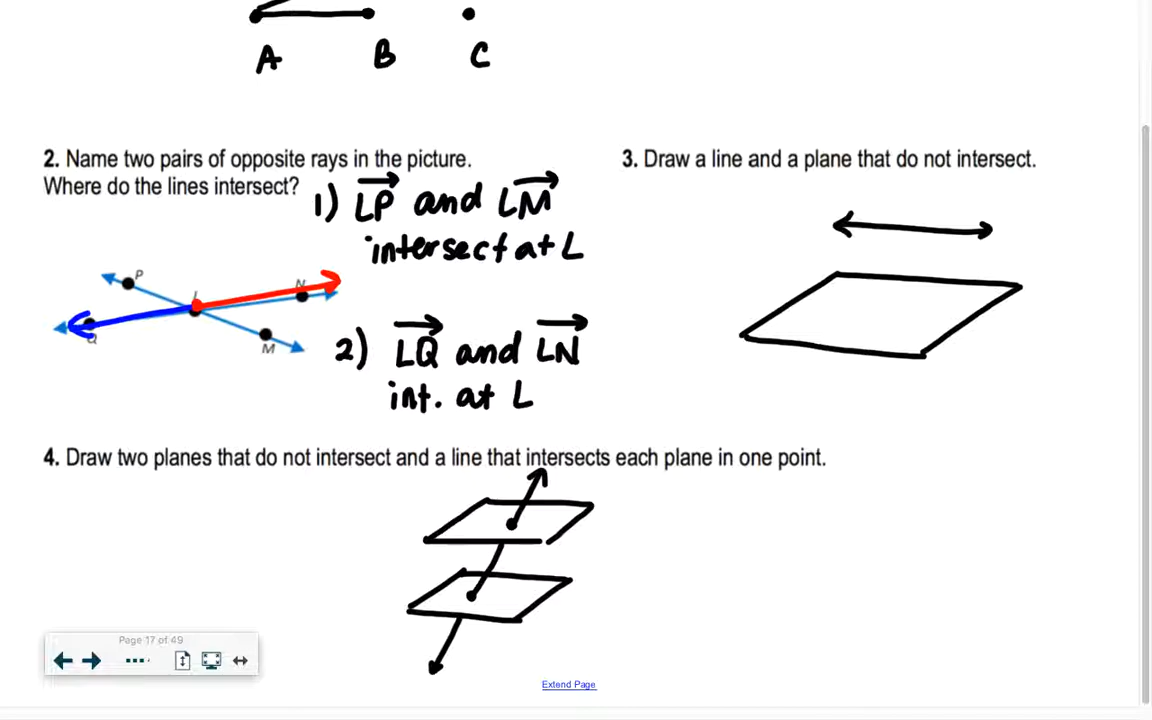 A B C
2. Name two pairs of opposite rays in the picture.
Where do the lines intersect?
1) LP and LM
intersect at L
P
L
N
Q
M
2) LQ and LN
int. at L
3. Draw a line and a plane that do not intersect.
4. Draw two planes that do not intersect and a line that intersects each plane in one point.
Page 17 of 49
Extend Page